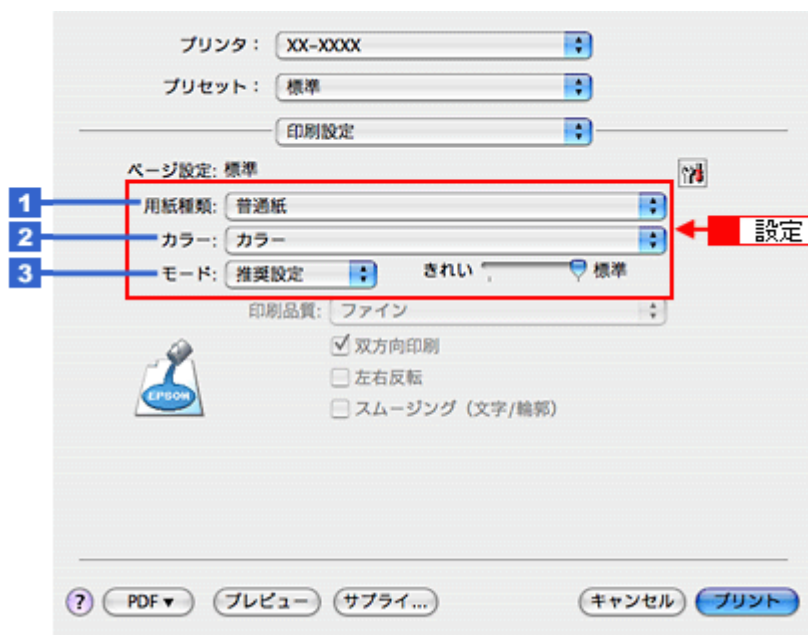 プリンタ： XX-XXXX
プリセット： 標準
印刷設定
ページ設定: 標準
1 用紙種類: 普通紙
設定
2 カラー: カラー
3 モード: 推奨設定 きれい 標準
印刷品質: ファイン
双方向印刷
左右反転
スムージング（文字/輪郭）
EPSON
? PDF▼ プレビュー サプライ... キャンセル プリント